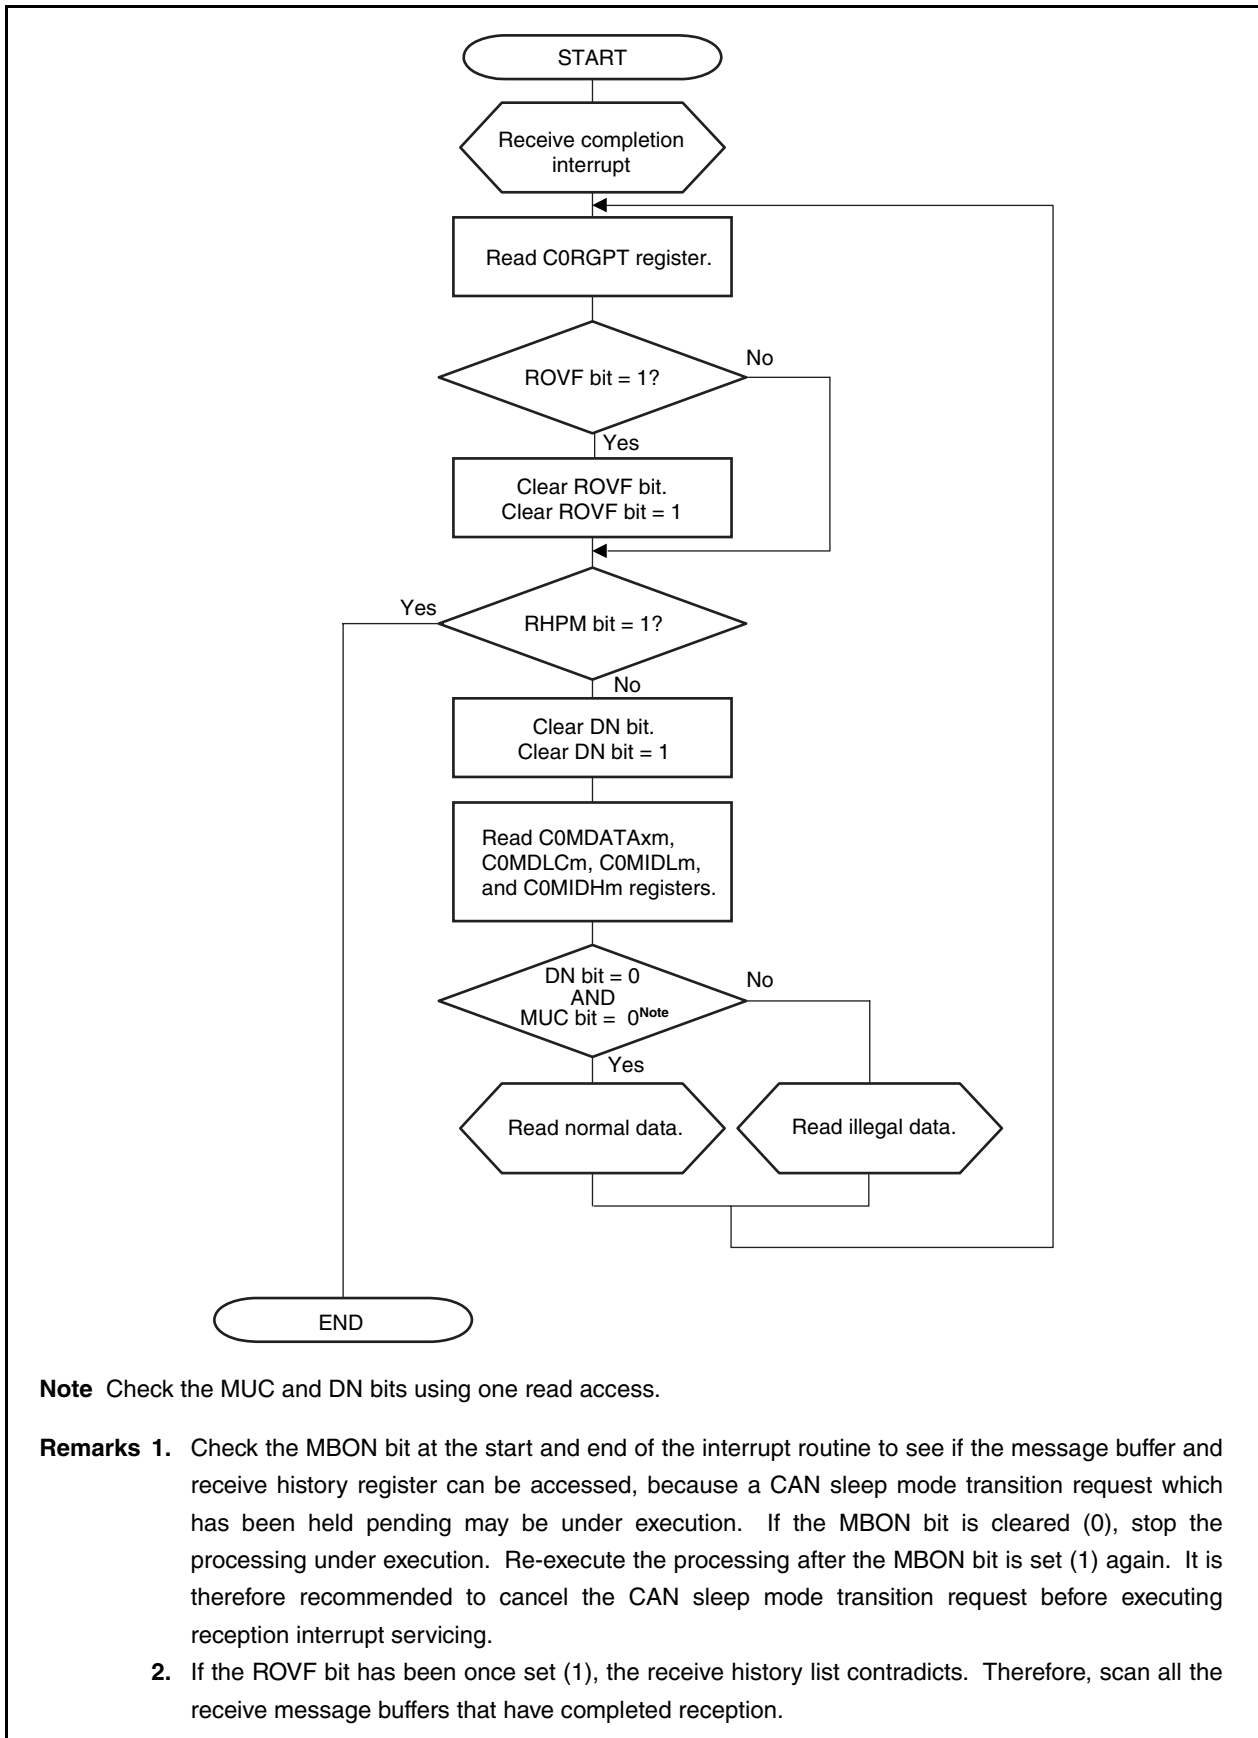 START
Receive completion
interrupt
Read C0RGPT register.
ROVF bit = 1?
No
Yes
Clear ROVF bit.
Clear ROVF bit = 1
Yes
RHPM bit = 1?
No
Clear DN bit.
Clear DN bit = 1
Read C0MDATAxm,
C0MDLCm, C0MIDLm,
and C0MIDHm registers.
DN bit = 0
AND
MUC bit = 0Note
No
Yes
Read normal data.
Read illegal data.
END
Note Check the MUC and DN bits using one read access.
Remarks 1. Check the MBON bit at the start and end of the interrupt routine to see if the message buffer and
receive history register can be accessed, because a CAN sleep mode transition request which
has been held pending may be under execution. If the MBON bit is cleared (0), stop the
processing under execution. Re-execute the processing after the MBON bit is set (1) again. It is
therefore recommended to cancel the CAN sleep mode transition request before executing
reception interrupt servicing.
2. If the ROVF bit has been once set (1), the receive history list contradicts. Therefore, scan all the
receive message buffers that have completed reception.